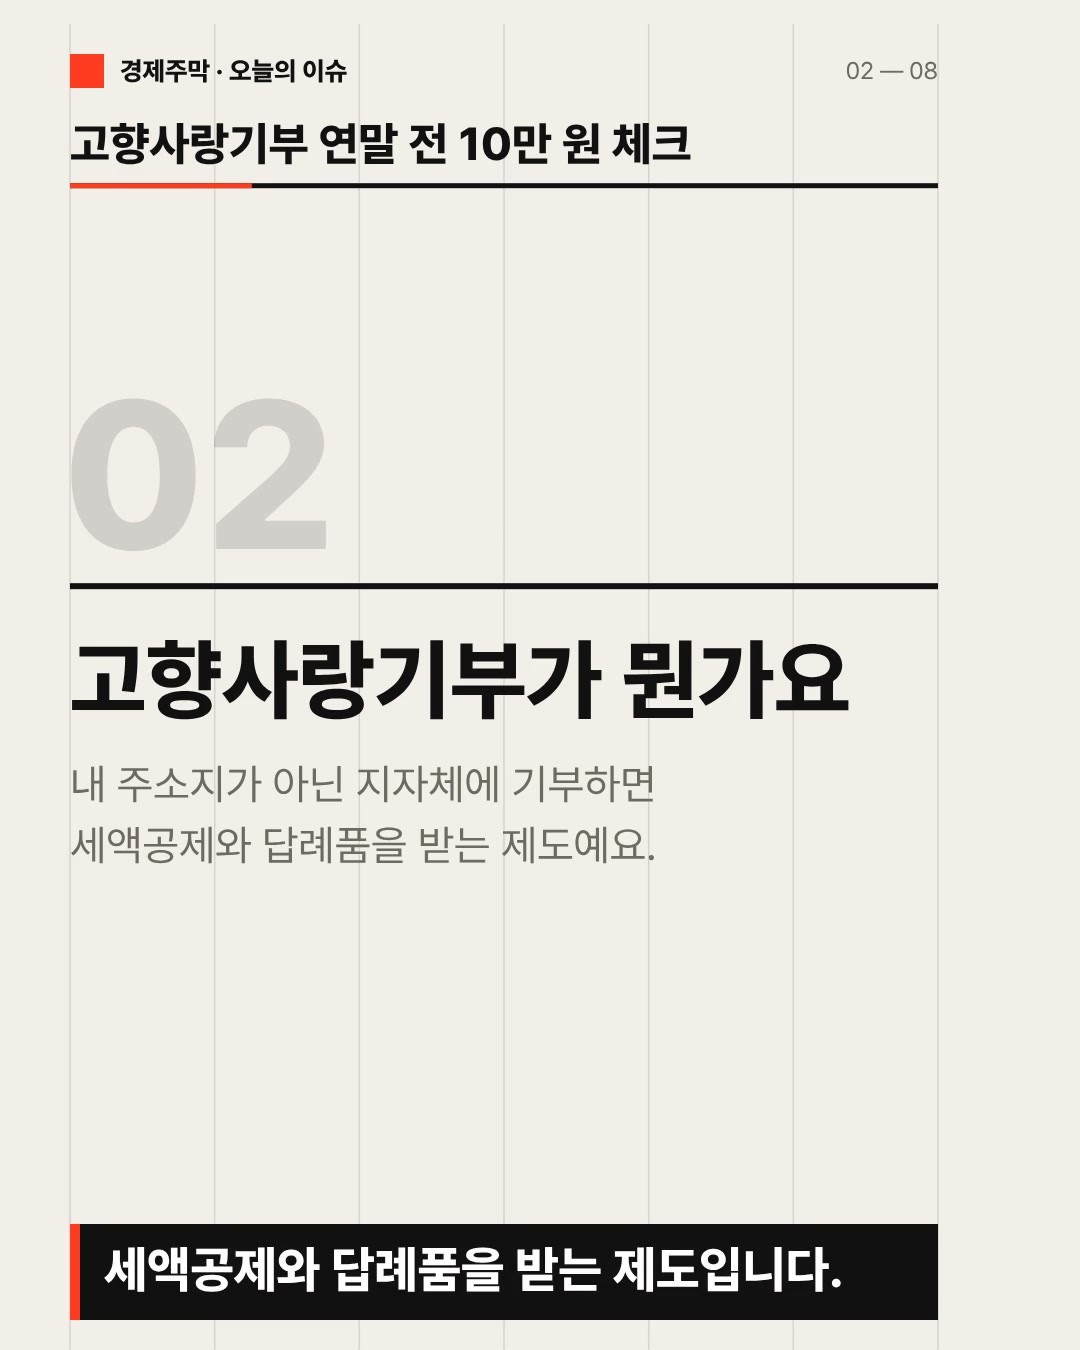 경제주막 · 오늘의 이슈
02 — 08
고향사랑기부 연말 전 10만 원 체크
02
고향사랑기부가 뭔가요
내 주소지가 아닌 지자체에 기부하면
세액공제와 답례품을 받는 제도예요.
세액공제와 답례품을 받는 제도입니다.